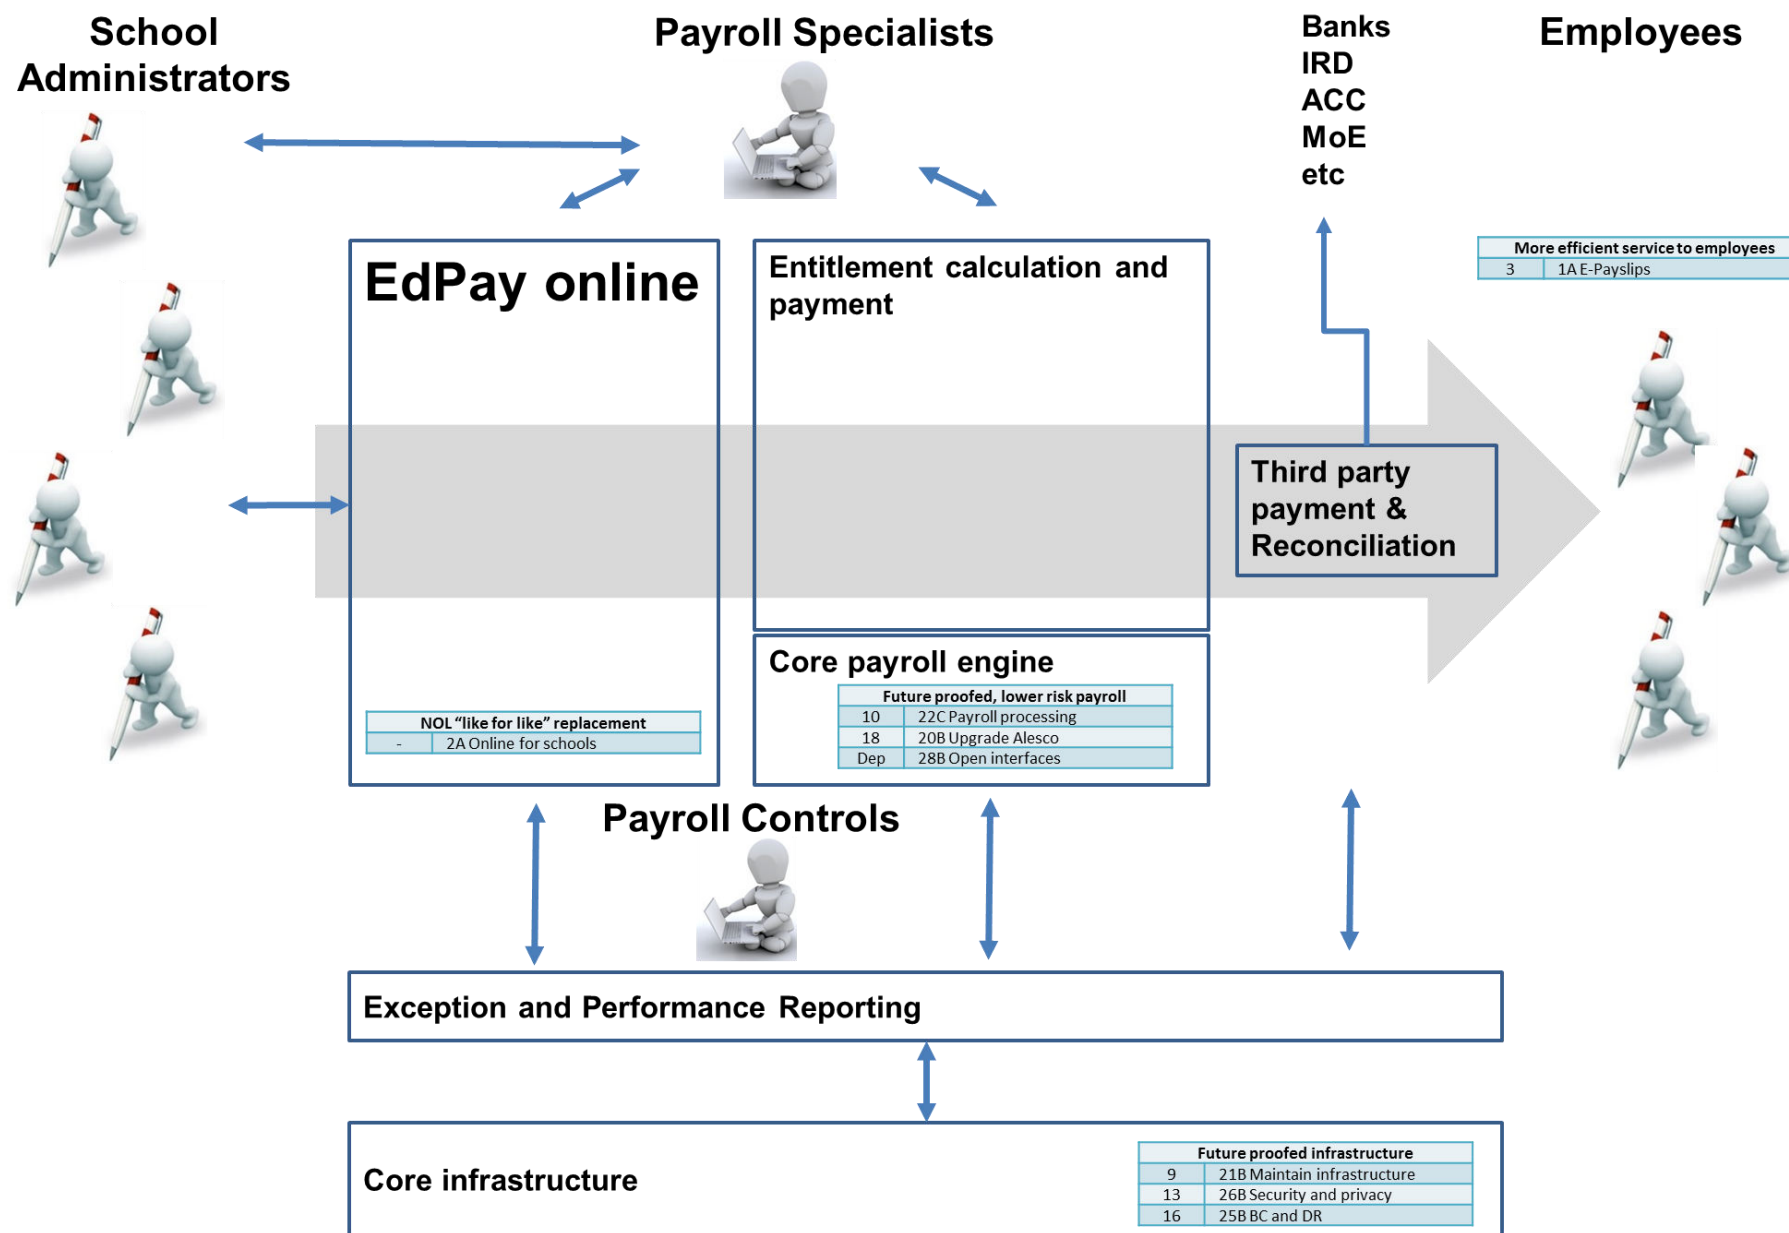 School
Administrators
Payroll Specialists
Banks
IRD
ACC
MoE
etc
Employees
EdPay online
Entitlement calculation and
payment
More efficient service to employees
3 1A E-Payslips
Third party
payment &
Reconciliation
NOL “like for like” replacement
- 2A Online for schools
Core payroll engine
Future proofed, lower risk payroll
10 22C Payroll processing
18 20B Upgrade Alesco
Dep 28B Open interfaces
Payroll Controls
Exception and Performance Reporting
Core infrastructure
Future proofed infrastructure
9 21B Maintain infrastructure
13 26B Security and privacy
16 25B BC and DR